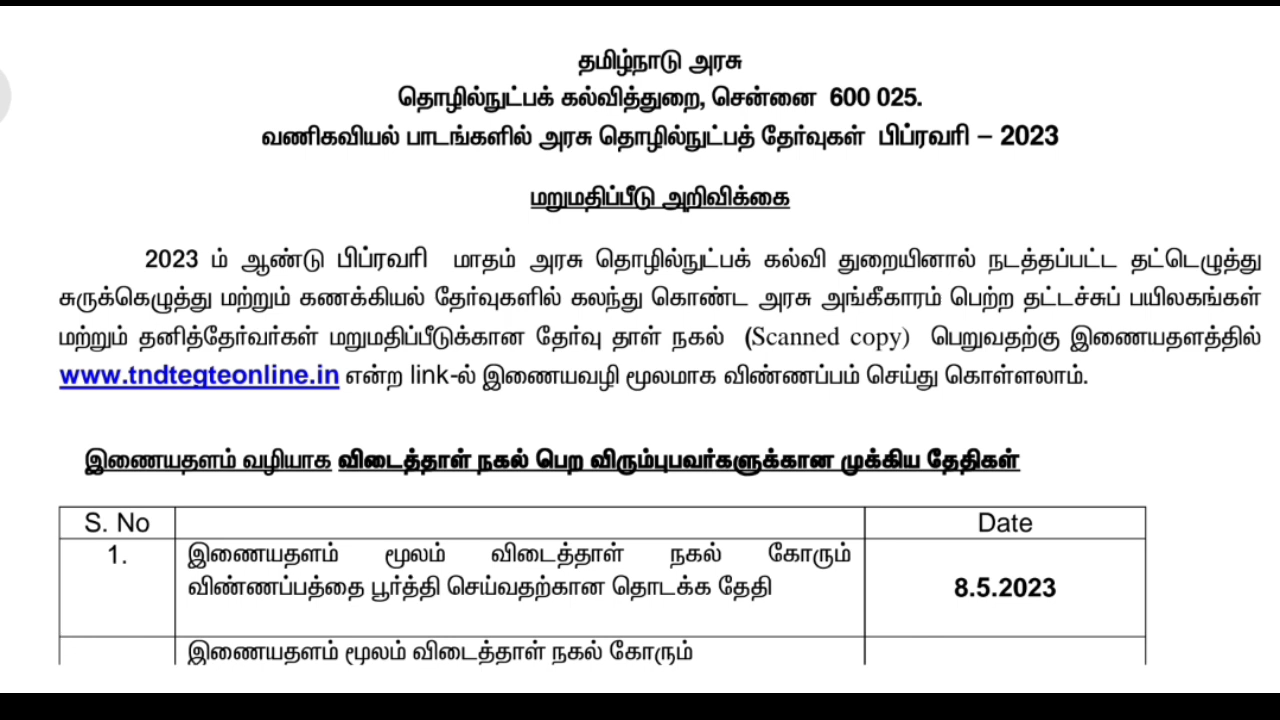 தமிழ்நாடு அரசு
தொழில்நுட்பக் கல்வித்துறை, சென்னை 600 025.
வணிகவியல் பாடங்களில் அரசு தொழில்நுட்பத் தேர்வுகள் பிப்ரவரி – 2023
மறுமதிப்பீடு அறிவிக்கை
2023 ம் ஆண்டு பிப்ரவரி மாதம் அரசு தொழில்நுட்பக் கல்வி துறையினால் நடத்தப்பட்ட தட்டெழுத்து
சுருக்கெழுத்து மற்றும் கணக்கியல் தேர்வுகளில் கலந்து கொண்ட அரசு அங்கீகாரம் பெற்ற தட்டச்சுப் பயிலகங்கள்
மற்றும் தனித்தேர்வர்கள் மறுமதிப்பீடுக்கான தேர்வு தாள் நகல் (Scanned copy) பெறுவதற்கு இணையதளத்தில்
www.tndtegteonline.in என்ற link-ல் இணையவழி மூலமாக விண்ணப்பம் செய்து கொள்ளலாம்.
இணையதளம் வழியாக விடைத்தாள் நகல் பெற விரும்புபவர்களுக்கான முக்கிய தேதிகள்
S. No Date
1. இணையதளம் மூலம் விடைத்தாள் நகல் கோரும்
விண்ணப்பத்தை பூர்த்தி செய்வதற்கான தொடக்க தேதி 8.5.2023
இணையதளம் மூலம் விடைத்தாள் நகல் கோரும்